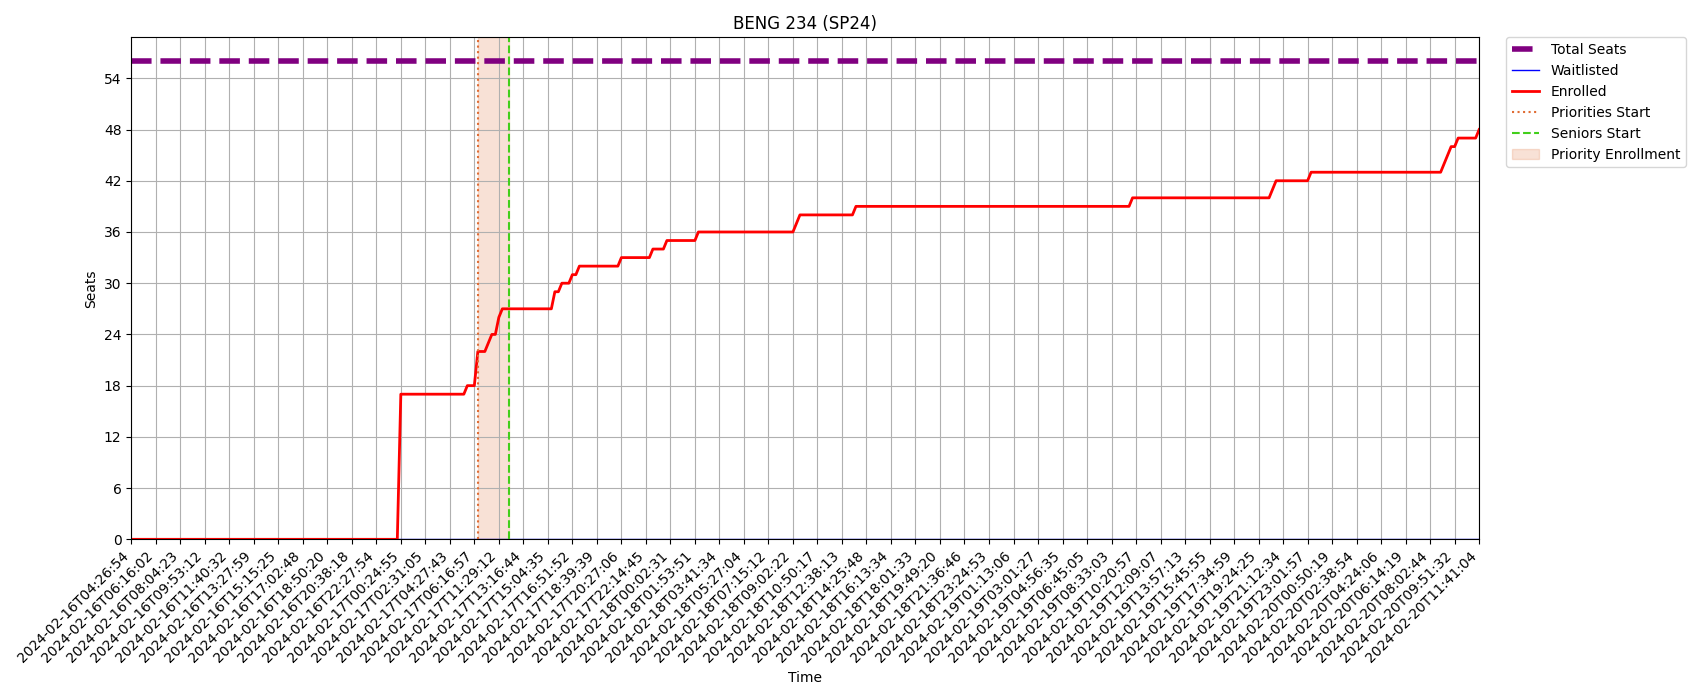 BENG 234 (SP24)
Total Seats
Waitlisted
Enrolled
Priorities Start
Seniors Start
Priority Enrollment
Seats
54
48
42
36
30
24
18
12
6
0
2024-02-16T04:26:54
2024-02-16T06:16:02
2024-02-16T08:04:23
2024-02-16T09:53:12
2024-02-16T11:40:32
2024-02-16T13:27:59
2024-02-16T15:15:25
2024-02-16T17:02:48
2024-02-16T18:50:20
2024-02-16T20:38:18
2024-02-16T22:27:54
2024-02-17T00:24:55
2024-02-17T02:31:05
2024-02-17T04:27:43
2024-02-17T06:16:57
2024-02-17T11:29:12
2024-02-17T13:16:44
2024-02-17T15:04:35
2024-02-17T16:51:52
2024-02-17T18:39:39
2024-02-17T20:27:06
2024-02-17T22:14:45
2024-02-18T00:02:31
2024-02-18T01:53:51
2024-02-18T03:41:34
2024-02-18T05:27:04
2024-02-18T07:15:12
2024-02-18T09:02:22
2024-02-18T10:50:17
2024-02-18T12:38:13
2024-02-18T14:25:48
2024-02-18T16:13:34
2024-02-18T18:01:33
2024-02-18T19:49:20
2024-02-18T21:36:46
2024-02-18T23:24:53
2024-02-19T01:13:06
2024-02-19T03:01:27
2024-02-19T04:56:35
2024-02-19T06:45:05
2024-02-19T08:33:03
2024-02-19T10:20:57
2024-02-19T12:09:07
2024-02-19T13:57:13
2024-02-19T15:45:55
2024-02-19T17:34:59
2024-02-19T19:24:25
2024-02-19T21:12:34
2024-02-19T23:01:57
2024-02-20T00:50:19
2024-02-20T02:38:54
2024-02-20T04:24:06
2024-02-20T06:14:19
2024-02-20T08:02:44
2024-02-20T09:51:32
2024-02-20T11:41:04
Time